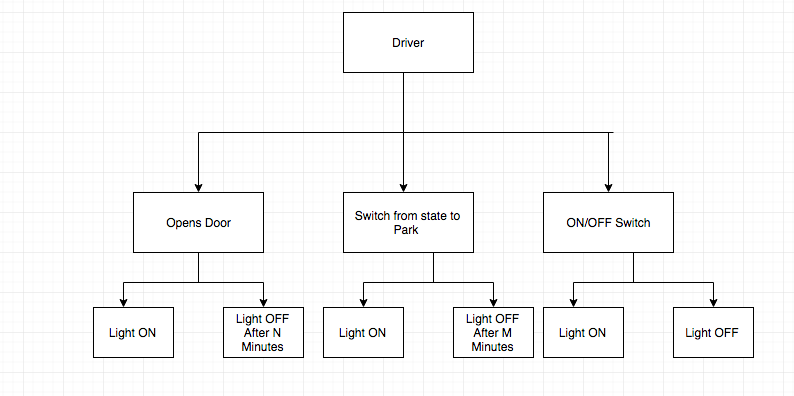 Driver
Opens Door
Switch from state to
Park
ON/OFF Switch
Light ON
Light OFF
After N
Minutes
Light ON
Light OFF
After M
Minutes
Light ON
Light OFF